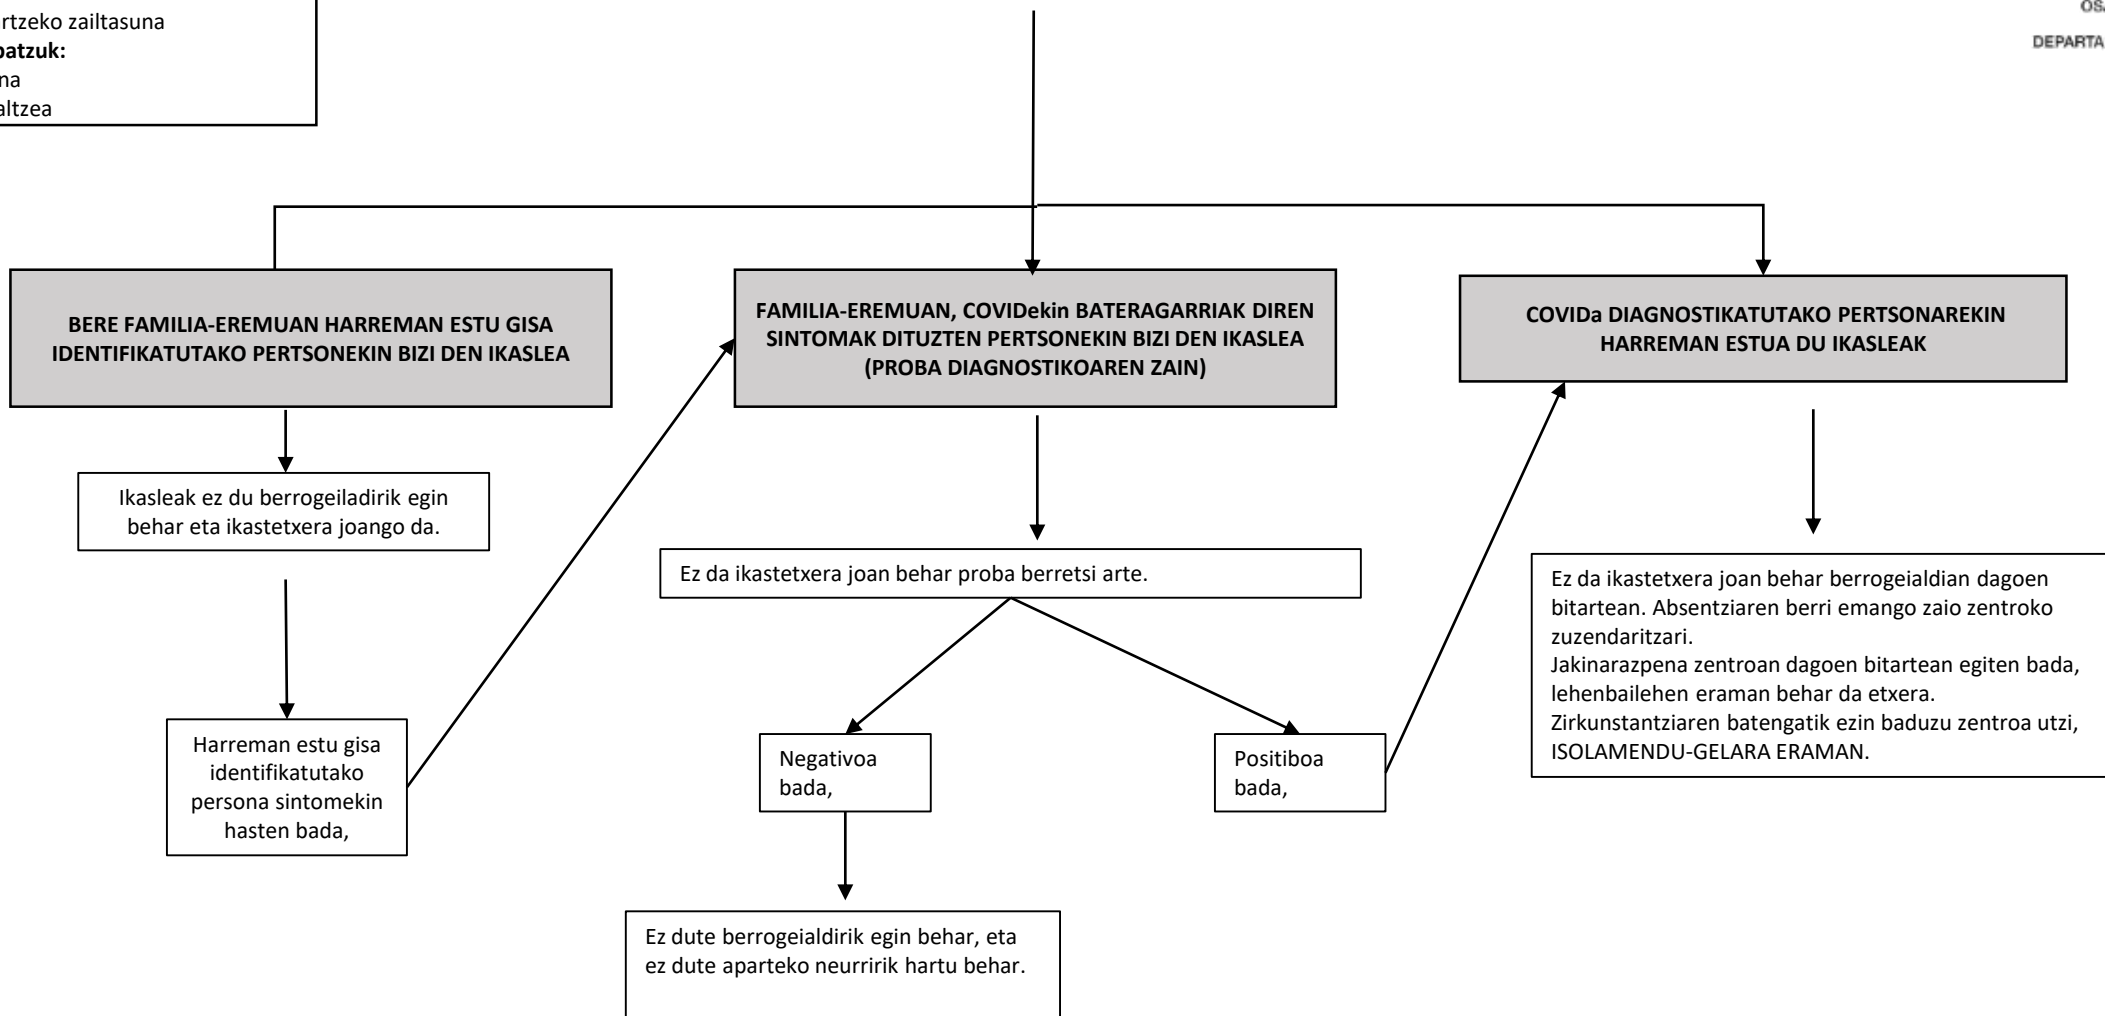 zailtasuna
OSA
DEPARTA
BERE FAMILIA-EREMUAN HARREMAN ESTU GISA
IDENTIFIKATUTAKO PERTSONEKIN BIZI DEN IKASLEA
FAMILIA-EREMUAN, COVIDekin BATERAGARRIAK DIREN
SINTOMAK DITUZTEN PERTSONEKIN BIZI DEN IKASLEA
(PROBA DIAGNOSTIKOAREN ZAIN)
COVIDa DIAGNOSTIKATUTAKO PERTSONAREKIN
HARREMAN ESTUA DU IKASLEAK
Ikasleak ez du berrogeiladirik egin
behar eta ikastetxera joango da.
Ez da ikastetxera joan behar proba berretsi arte.
Ez da ikastetxera joan behar berrogeialdian dagoen
bitartean. Absentziaren berri emango zaio zentroko
zuzendaritzari.
Jakinarazpena zentroan dagoen bitartean egiten bada,
lehenbailehen eraman behar da etxera.
Zirkunstantziaren batengatik ezin baduzu zentroa utzi,
ISOLAMENDU-GELARA ERAMAN.
Harreman estu gisa
identifikatutako
persona sintomekin
hasten bada,
Negativoa
bada,
Positiboa
bada,
Ez dute berrogeialdirik egin behar, eta
ez dute aparteko neurririk hartu behar.